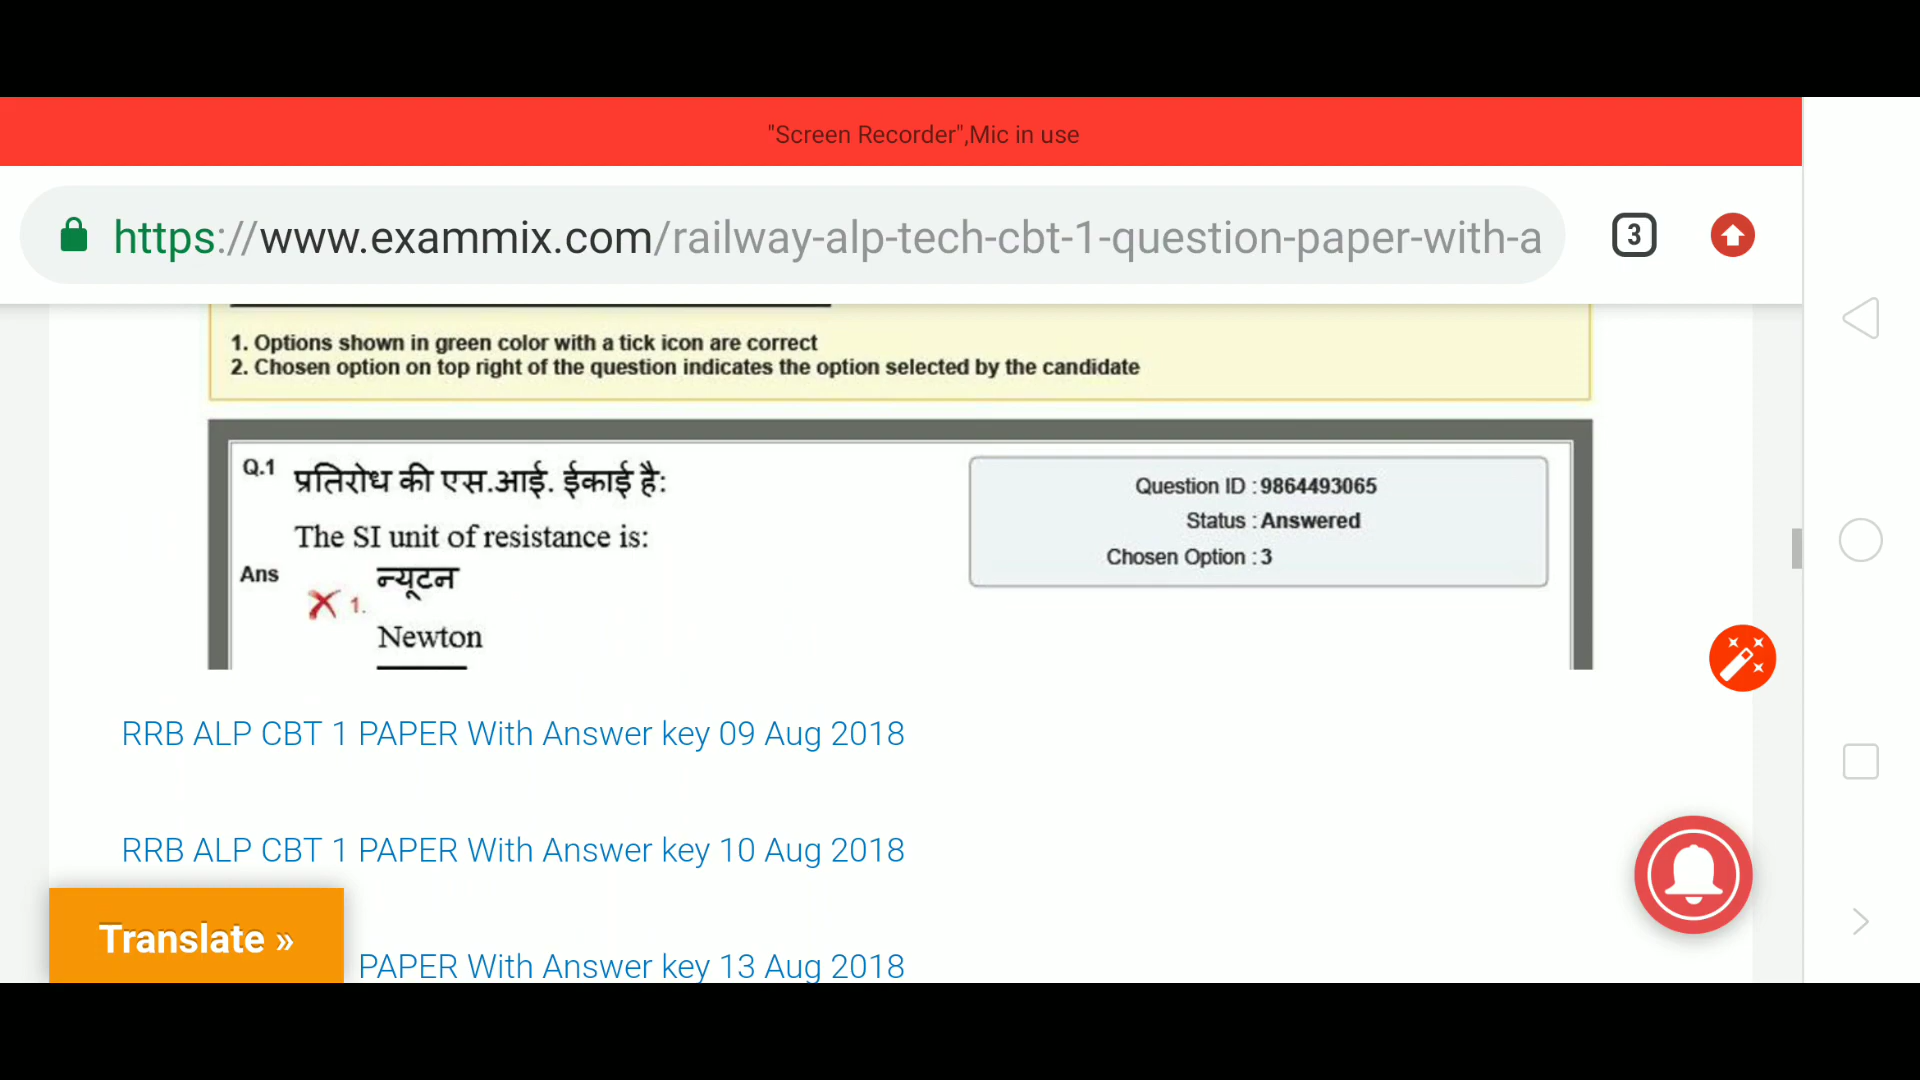 "Screen Recorder",Mic in use
https://www.exammix.com/railway-alp-tech-cbt-1-question-paper-with-a
3
1. Options shown in green color with a tick icon are correct
2. Chosen option on top right of the question indicates the option selected by the candidate
Q.1 प्रतिरोध की एस.आई. ईकाई है:
The SI unit of resistance is:
Question ID : 9864493065
Status : Answered
Chosen Option : 3
Ans
1. न्यूटन
Newton
RRB ALP CBT 1 PAPER With Answer key 09 Aug 2018
RRB ALP CBT 1 PAPER With Answer key 10 Aug 2018
PAPER With Answer key 13 Aug 2018
Translate »